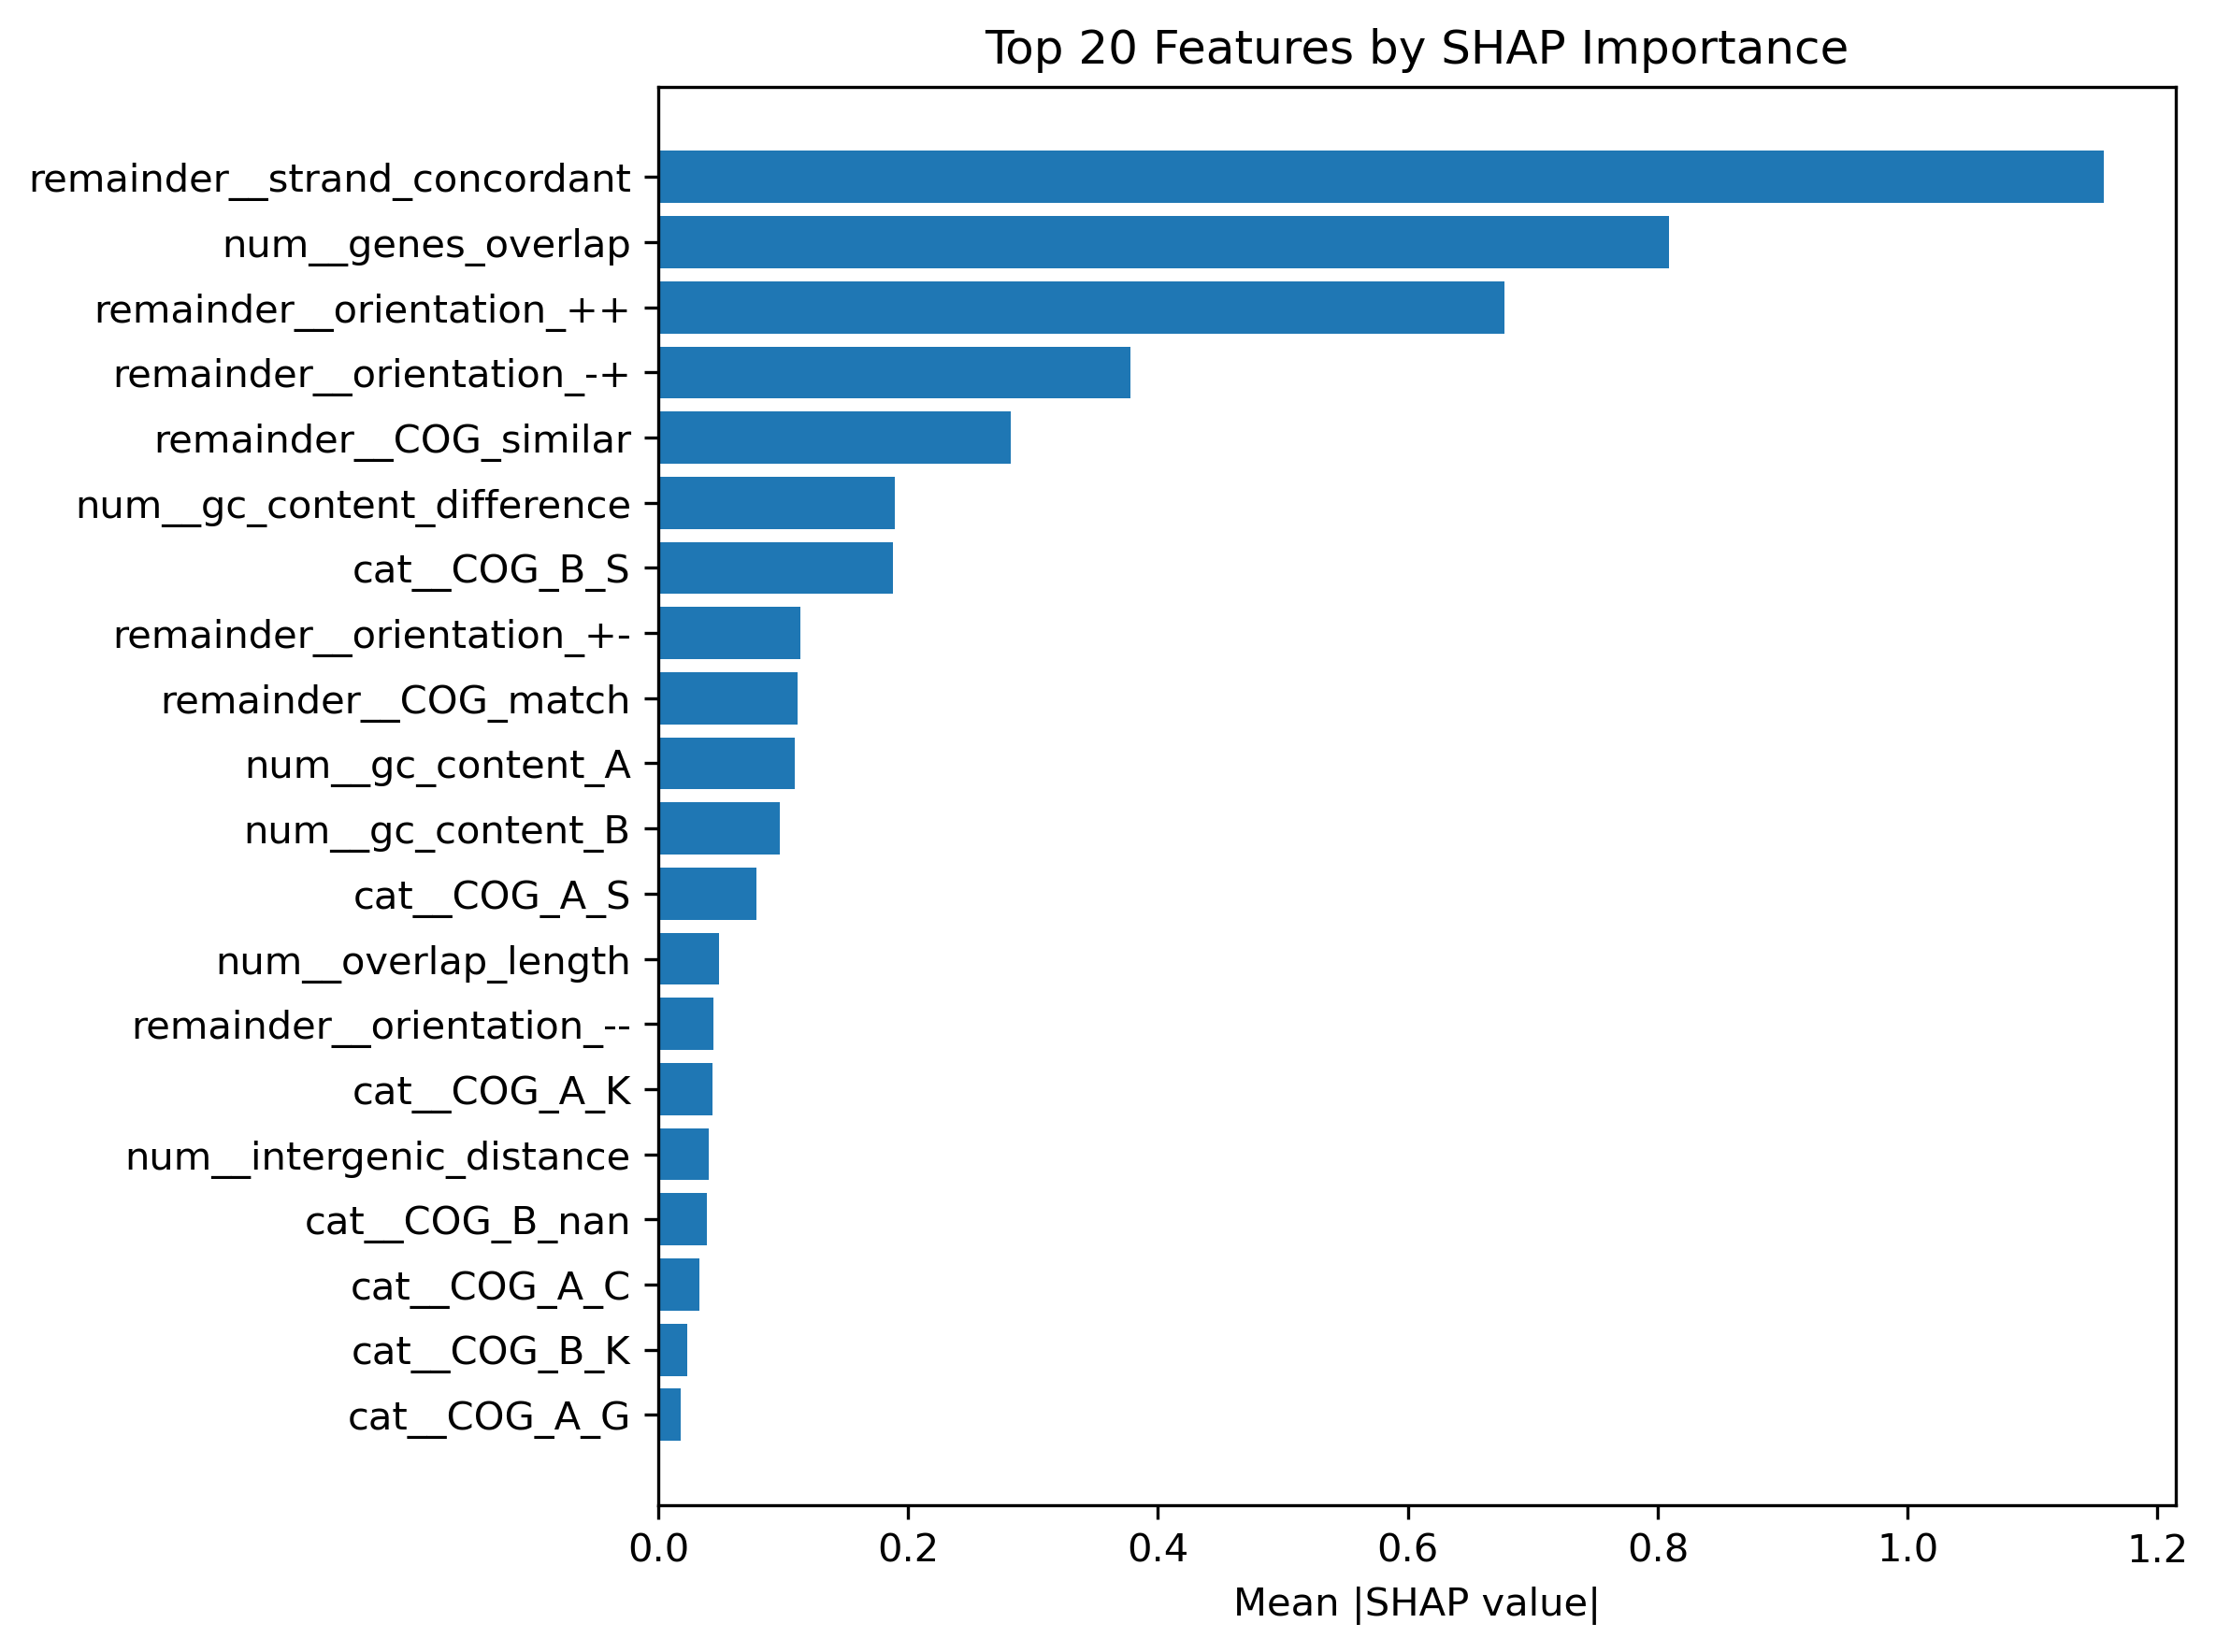 Top 20 Features by SHAP Importance
remainder__strand_concordant
num__genes_overlap
remainder__orientation_++
remainder__orientation_-+
remainder__COG_similar
num__gc_content_difference
cat__COG_B_S
remainder__orientation_+-
remainder__COG_match
num__gc_content_A
num__gc_content_B
cat__COG_A_S
num__overlap_length
remainder__orientation_--
cat__COG_A_K
num__intergenic_distance
cat__COG_B_nan
cat__COG_A_C
cat__COG_B_K
cat__COG_A_G
0.0 0.2 0.4 0.6 0.8 1.0 1.2
Mean |SHAP value|